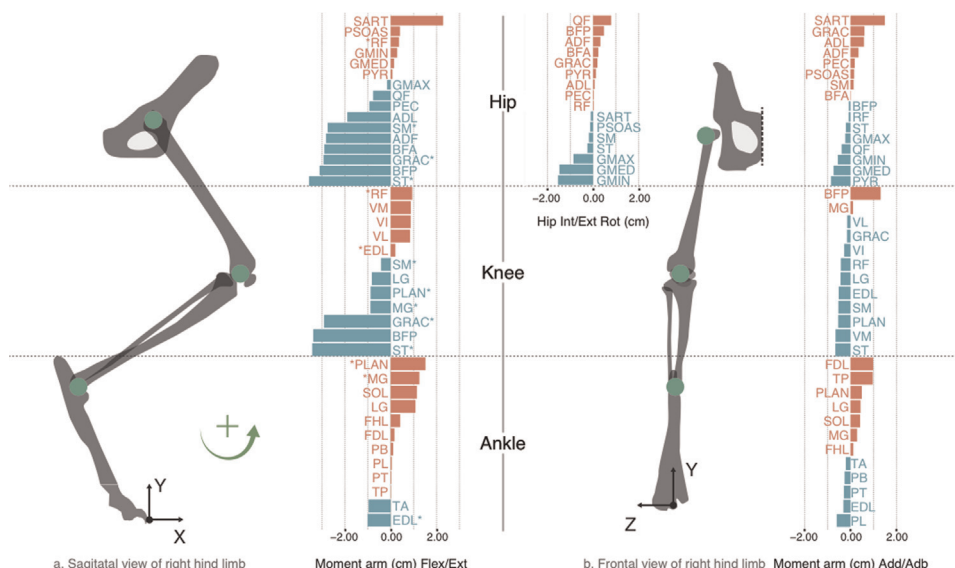 SART
PSOAS
*RF
GMIN
GMED
PYR
GMAX
QF
PEC
ADL
SM*
ADF
BFA
GRAC*
BFP
ST*
Hip
QF
BFP
ADF
BFA
GRAC
PYR
ADL
PEC
RF
SART
PSOAS
SM
ST
GMAX
GMED
GMIN
-2.00 0.00 2.00
Hip Int/Ext Rot (cm)
SART
GRAC
ADL
ADF
PEC
PSOAS
SM
BFA
BFP
RF
ST
GMAX
QF
GMIN
GMED
PYR
*RF
VM
VI
VL
*EDL
SM*
LG
PLAN*
MG*
GRAC*
BFP
ST*
Knee
BFP
MG
VL
GRAC
VI
RF
LG
EDL
SM
PLAN
VM
ST
*PLAN
*MG
SOL
LG
FHL
FDL
PB
PL
PT
TP
TA
EDL*
Ankle
FDL
TP
PLAN
LG
SOL
MG
FHL
TA
PB
PT
EDL
PL
+
Y
X
Y
Z
-2.00 0.00 2.00
-2.00 0.00 2.00
a. Sagitatal view of right hind limb
Moment arm (cm) Flex/Ext
b. Frontal view of right hind limb
Moment arm (cm) Add/Adb